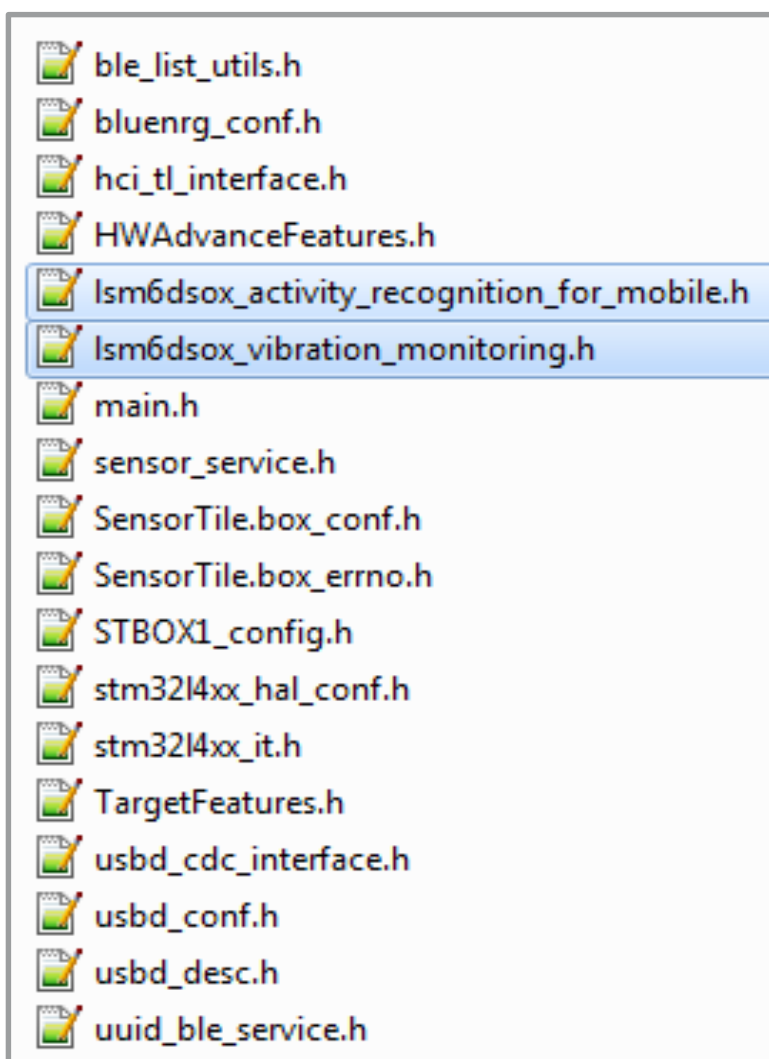 ble_list_utils.h
bluenrg_conf.h
hci_tl_interface.h
HWAdvanceFeatures.h
lsm6dsox_activity_recognition_for_mobile.h
lsm6dsox_vibration_monitoring.h
main.h
sensor_service.h
SensorTile.box_conf.h
SensorTile.box_errno.h
STBOX1_config.h
stm32l4xx_hal_conf.h
stm32l4xx_it.h
TargetFeatures.h
usbd_cdc_interface.h
usbd_conf.h
usbd_desc.h
uuid_ble_service.h